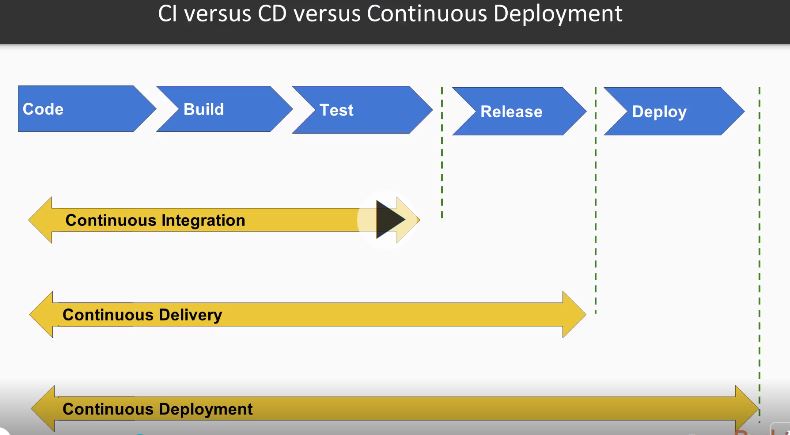 CI versus CD versus Continuous Deployment
Code
Build
Test
Release
Deploy
Continuous Integration
Continuous Delivery
Continuous Deployment